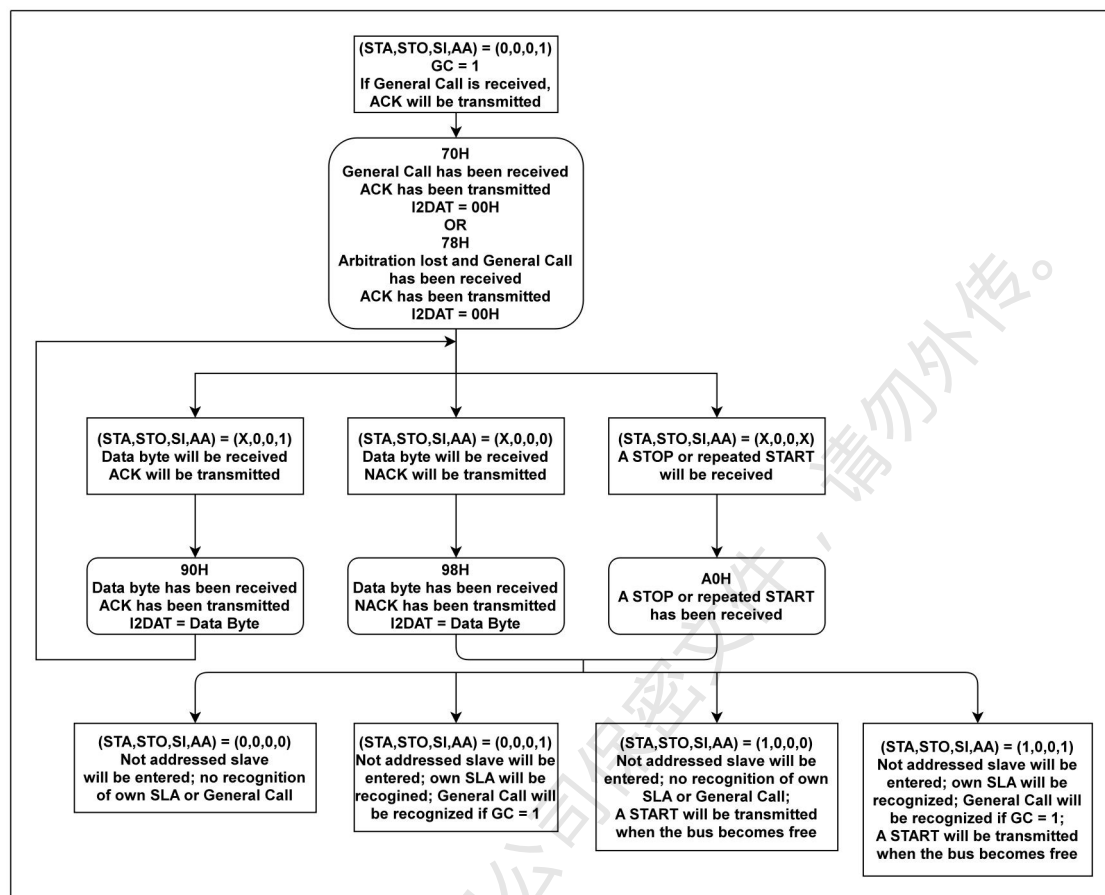 (STA,STO,SI,AA) = (0,0,0,1)
GC = 1
If General Call is received,
ACK will be transmitted
70H
General Call has been received
ACK has been transmitted
I2DAT = 00H
OR
78H
Arbitration lost and General Call
has been received
ACK has been transmitted
I2DAT = 00H
(STA,STO,SI,AA) = (X,0,0,1)
Data byte will be received
ACK will be transmitted
(STA,STO,SI,AA) = (X,0,0,0)
Data byte will be received
NACK will be transmitted
(STA,STO,SI,AA) = (X,0,0,X)
A STOP or repeated START
will be received
90H
Data byte has been received
ACK has been transmitted
I2DAT = Data Byte
98H
Data byte has been received
NACK has been transmitted
I2DAT = Data Byte
A0H
A STOP or repeated START
has been received
(STA,STO,SI,AA) = (0,0,0,0)
Not addressed slave
will be entered; no recognition
of own SLA or General Call
(STA,STO,SI,AA) = (0,0,0,1)
Not addressed slave will be
entered; own SLA will be
recogined; General Call will
be recognized if GC = 1
(STA,STO,SI,AA) = (1,0,0,0)
Not addressed slave will be
entered; no recognition of own
SLA or General Call;
A START will be transmitted
when the bus becomes free
(STA,STO,SI,AA) = (1,0,0,1)
Not addressed slave will be
entered; own SLA will be
recognized; General Call will
be recognized if GC = 1;
A START will be transmitted
when the bus becomes free
公司保密文件，请勿外传。